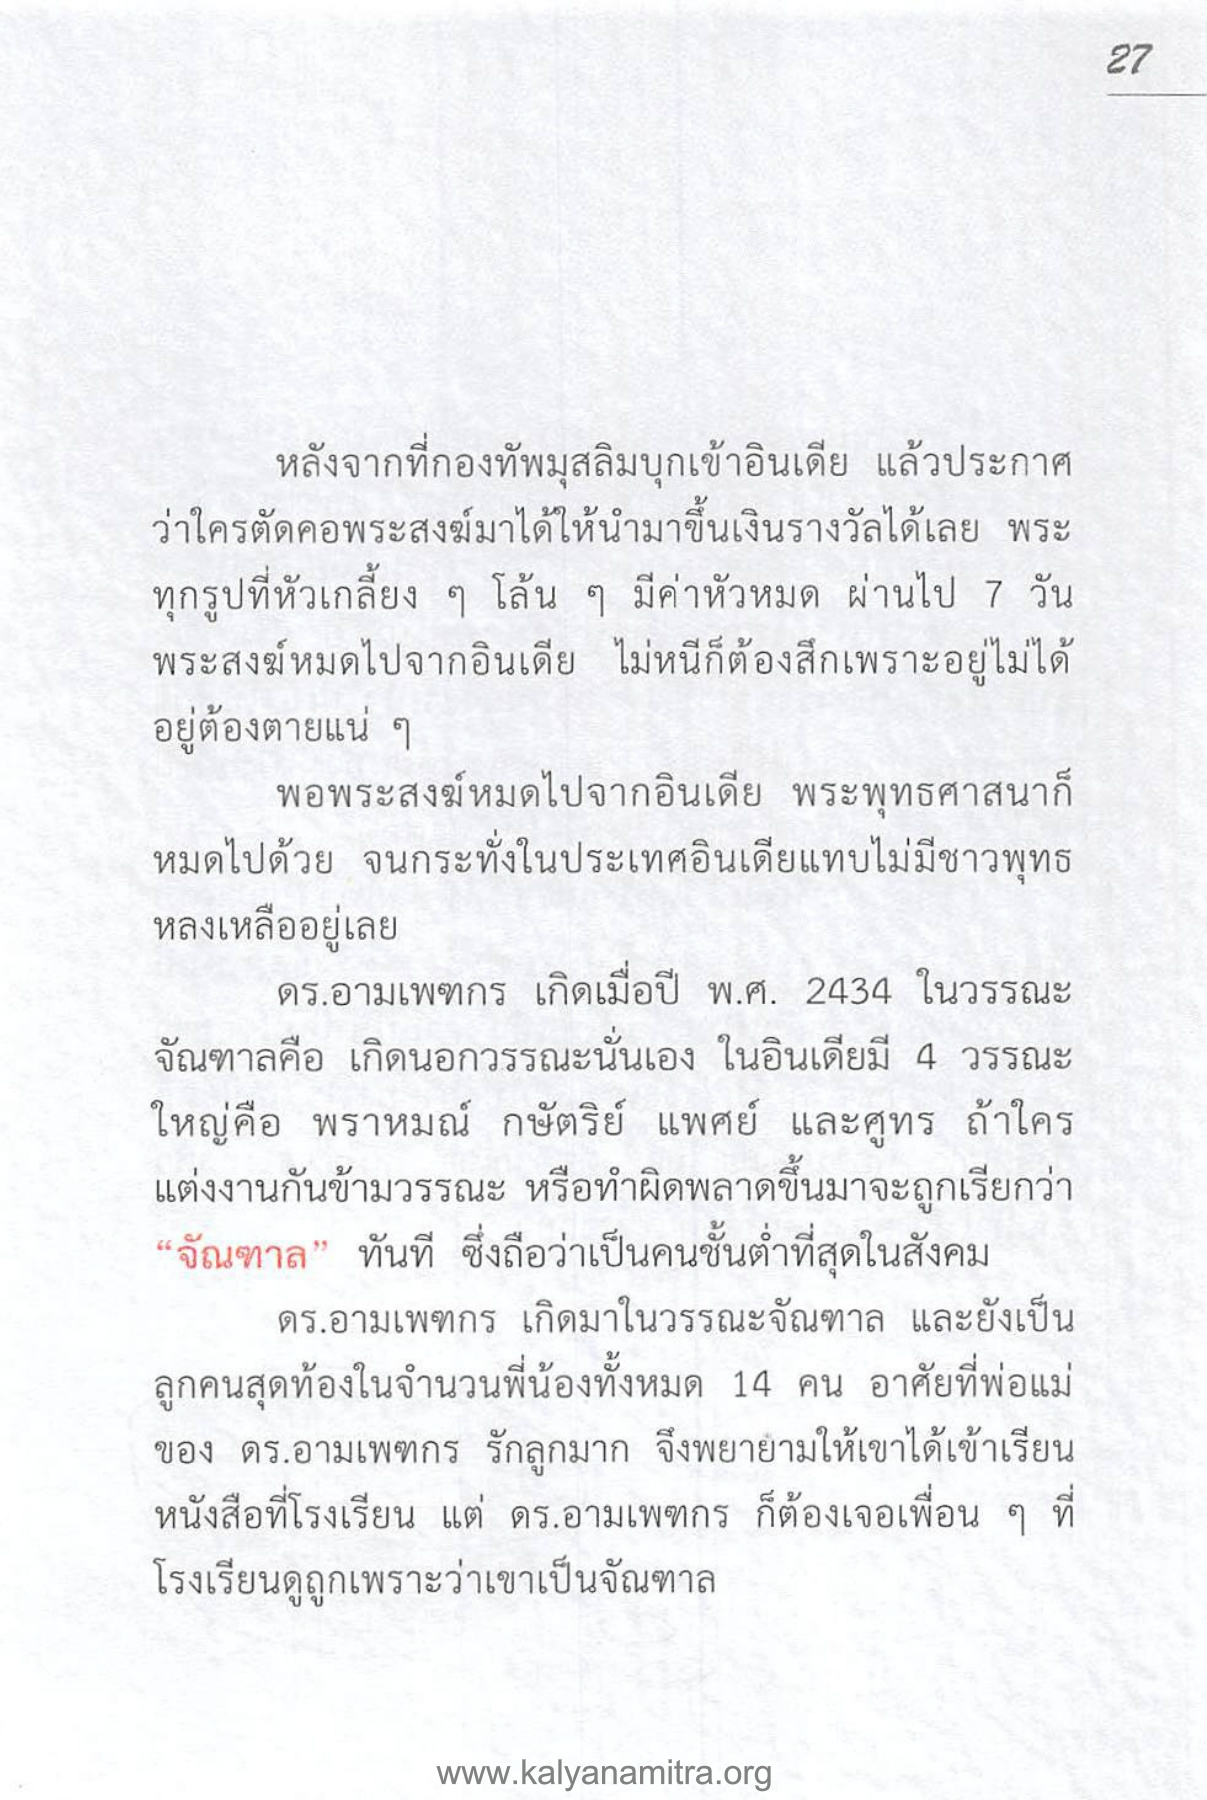 27
หลังจากที่กองทัพมุสลิมบุกเข้าอินเดีย แล้วประกาศ
ว่าใครตัดคอพระสงฆ์มาได้ให้นำมาขึ้นเงินรางวัลได้เลย พระ
ทุกรูปที่หัวเกลี้ยง ๆ โล้น ๆ มีค่าหัวหมด ผ่านไป 7 วัน
พระสงฆ์หมดไปจากอินเดีย ไม่หนีก็ต้องสึกเพราะอยู่ไม่ได้
อยู่ต้องตายแน่ ๆ
พอพระสงฆ์หมดไปจากอินเดีย พระพุทธศาสนาก็
หมดไปด้วย จนกระทั่งในประเทศอินเดียแทบไม่มีชาวพุทธ
หลงเหลืออยู่เลย
ดร.อามเพฑกร เกิดเมื่อปี พ.ศ. 2434 ในวรรณะ
จัณฑาลคือ เกิดนอกวรรณะนั่นเอง ในอินเดียมี 4 วรรณะ
ใหญ่คือ พราหมณ์ กษัตริย์ แพศย์ และศูทร ถ้าใคร
แต่งงานกันข้ามวรรณะ หรือทำผิดพลาดขึ้นมาจะถูกเรียกว่า
“จัณฑาล” ทันที ซึ่งถือว่าเป็นคนชั้นต่ำที่สุดในสังคม
ดร.อามเพฑกร เกิดมาในวรรณะจัณฑาล และยังเป็น
ลูกคนสุดท้องในจำนวนพี่น้องทั้งหมด 14 คน อาศัยที่พ่อแม่
ของ ดร.อามเพฑกร รักลูกมาก จึงพยายามให้เขาได้เข้าเรียน
หนังสือที่โรงเรียน แต่ ดร.อามเพฑกร ก็ต้องเจอเพื่อน ๆ ที่
โรงเรียนดูถูกเพราะว่าเขาเป็นจัณฑาล
www.kalyanamitra.org